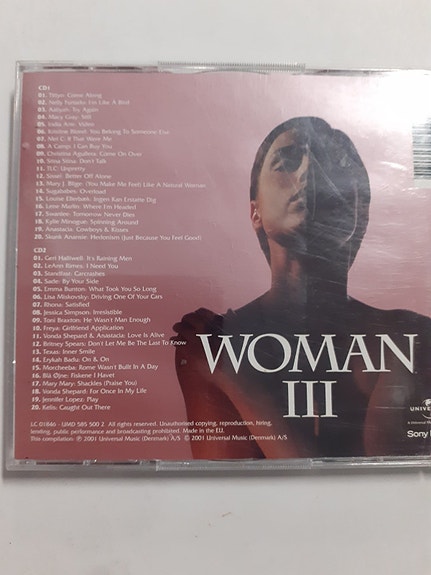 CD1
01. Titiyo: Come Along
02. Nelly Furtado: I'm Like A Bird
03. Aaliyah: Try Again
04. Macy Gray: Still
05. India Arie: Video
06. Kristine Blond: You Belong To Someone Else
07. Mel C: If That Were Me
08. A Camp: I Can Buy You
09. Christina Aguilera: Come On Over
10. Stina: Don't Talk
11. TLC: Unpretty
12. Sissel: Better Off Alone
13. Mary J. Blige: (You Make Me Feel) Like A Natural Woman
14. Sugababes: Overload
15. Louise Ellerbæk: Ingen Kan Erstatte Dig
16. Lene Marlin: Where I'm Headed
17. Swan Lee: Tomorrow Never Dies
18. Kylie Minogue: Spinning Around
19. Anastacia: Cowboys & Kisses
20. Skunk Anansie: Hedonism (Just Because You Feel Good)
CD2
01. Geri Halliwell: It's Raining Men
02. LeAnn Rimes: I Need You
03. Standfast: Carcrashes
04. Sade: By Your Side
05. Emma Bunton: What Took You So Long
06. Lisa Miskovsky: Driving One Of Your Cars
07. Rhona: Satisfied
08. Jessica Simpson: Irresistible
09. Toni Braxton: He Wasn't Man Enough
10. Freya: Girlfriend Application
11. Vonda Shepard & Anastacia: Love Is Alive
12. Britney Spears: Don't Let Me Be The Last To Know
13. Texas: Inner Smile
14. Erykah Badu: On & On
15. Morcheeba: Rome Wasn't Built In A Day
16. Blå Øjne: Fiskene I Havet
17. Mary Mary: Shackles (Praise You)
18. Vonda Shepard: For Once In My Life
19. Jennifer Lopez: Play
20. Kelis: Caught Out There
WOMAN
III
LC 01846 · UMD 585 500 2 All rights reserved. Unauthorised copying, reproduction, hiring,
lending, public performance and broadcasting prohibited. Made in the EU.
This compilation: ℗ 2001 Universal Music (Denmark) A/S © 2001 Universal Music (Denmark) A/S
UNIVER
Sony